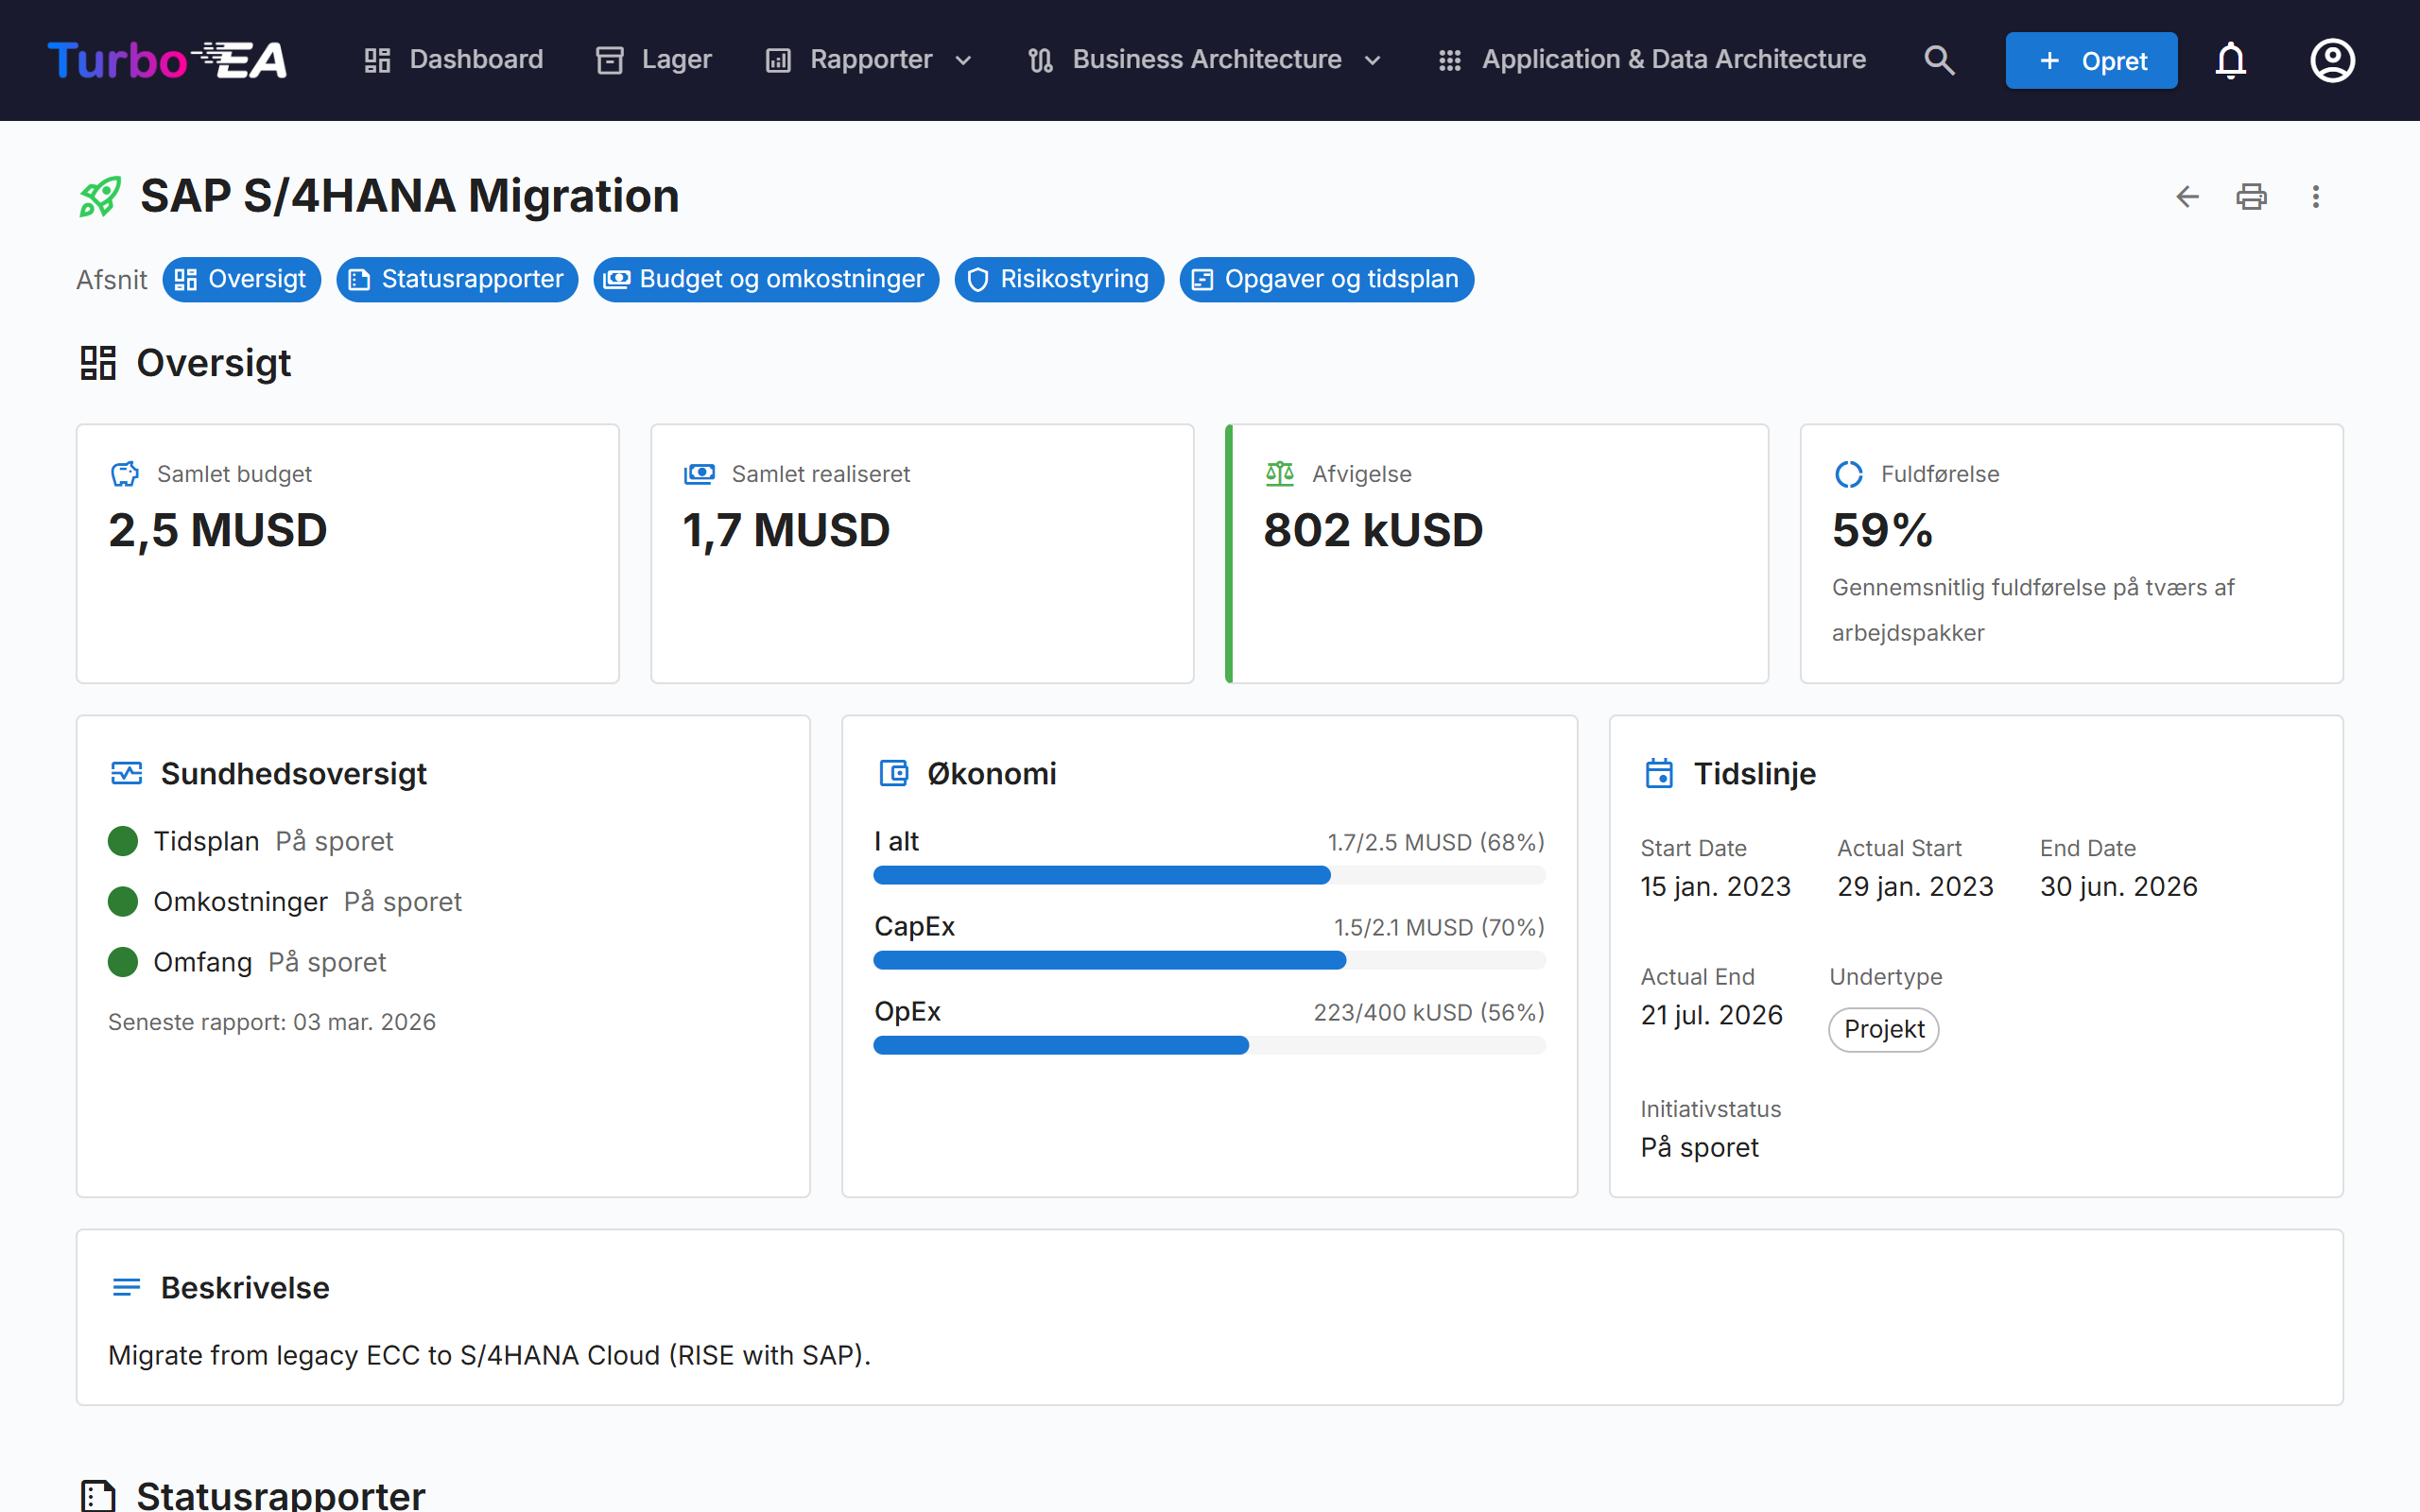 Turbo EA Dashboard Lager Rapporter Business Architecture Application & Data Architecture Opret
SAP S/4HANA Migration
Afsnit Oversigt Statusrapporter Budget og omkostninger Risikostyring Opgaver og tidsplan
Oversigt
Samlet budget
2,5 MUSD
Samlet realiseret
1,7 MUSD
Afvigelse
802 kUSD
Fuldførelse
59%
Gennemsnitlig fuldførelse på tværs af
arbejdspakker
Sundhedsoversigt
Tidsplan På sporet
Omkostninger På sporet
Omfang På sporet
Seneste rapport: 03 mar. 2026
Økonomi
I alt 1.7/2.5 MUSD (68%)
CapEx 1.5/2.1 MUSD (70%)
OpEx 223/400 kUSD (56%)
Tidslinje
Start Date Actual Start End Date
15 jan. 2023 29 jan. 2023 30 jun. 2026
Actual End Undertype
21 jul. 2026 Projekt
Initiativstatus
På sporet
Beskrivelse
Migrate from legacy ECC to S/4HANA Cloud (RISE with SAP).
Statusrapporter